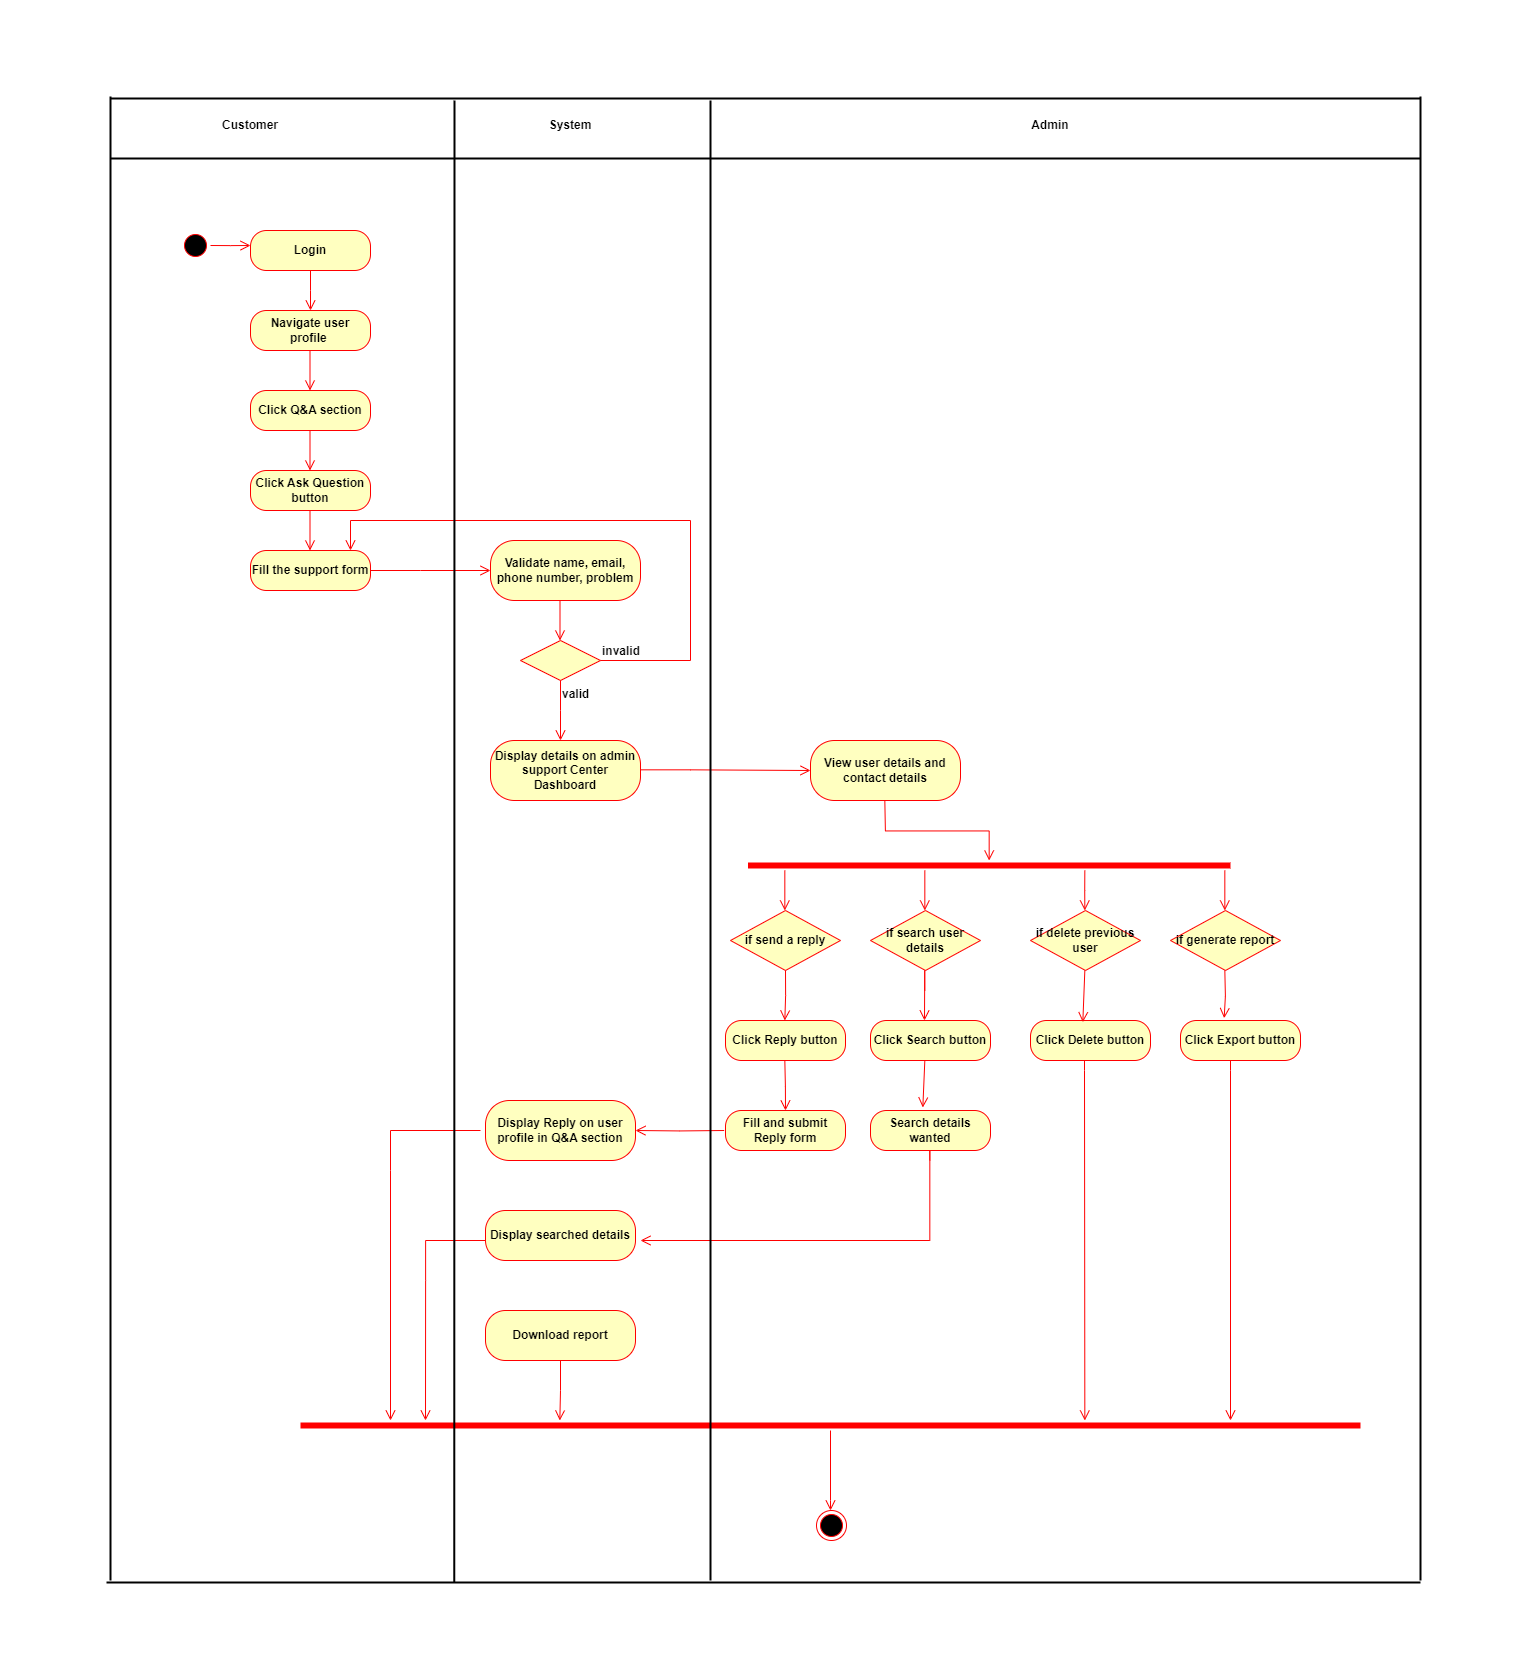 Customer
System
Admin
Login
Navigate user
profile
Click Q&A section
Click Ask Question
button
Fill the support form
Validate name, email,
phone number, problem
invalid
valid
Display details on admin
support Center
Dashboard
View user details and
contact details
if send a reply
if search user
details
if delete previous
user
if generate report
Click Reply button
Click Search button
Click Delete button
Click Export button
Display Reply on user
profile in Q&A section
Fill and submit
Reply form
Search details
wanted
Display searched details
Download report